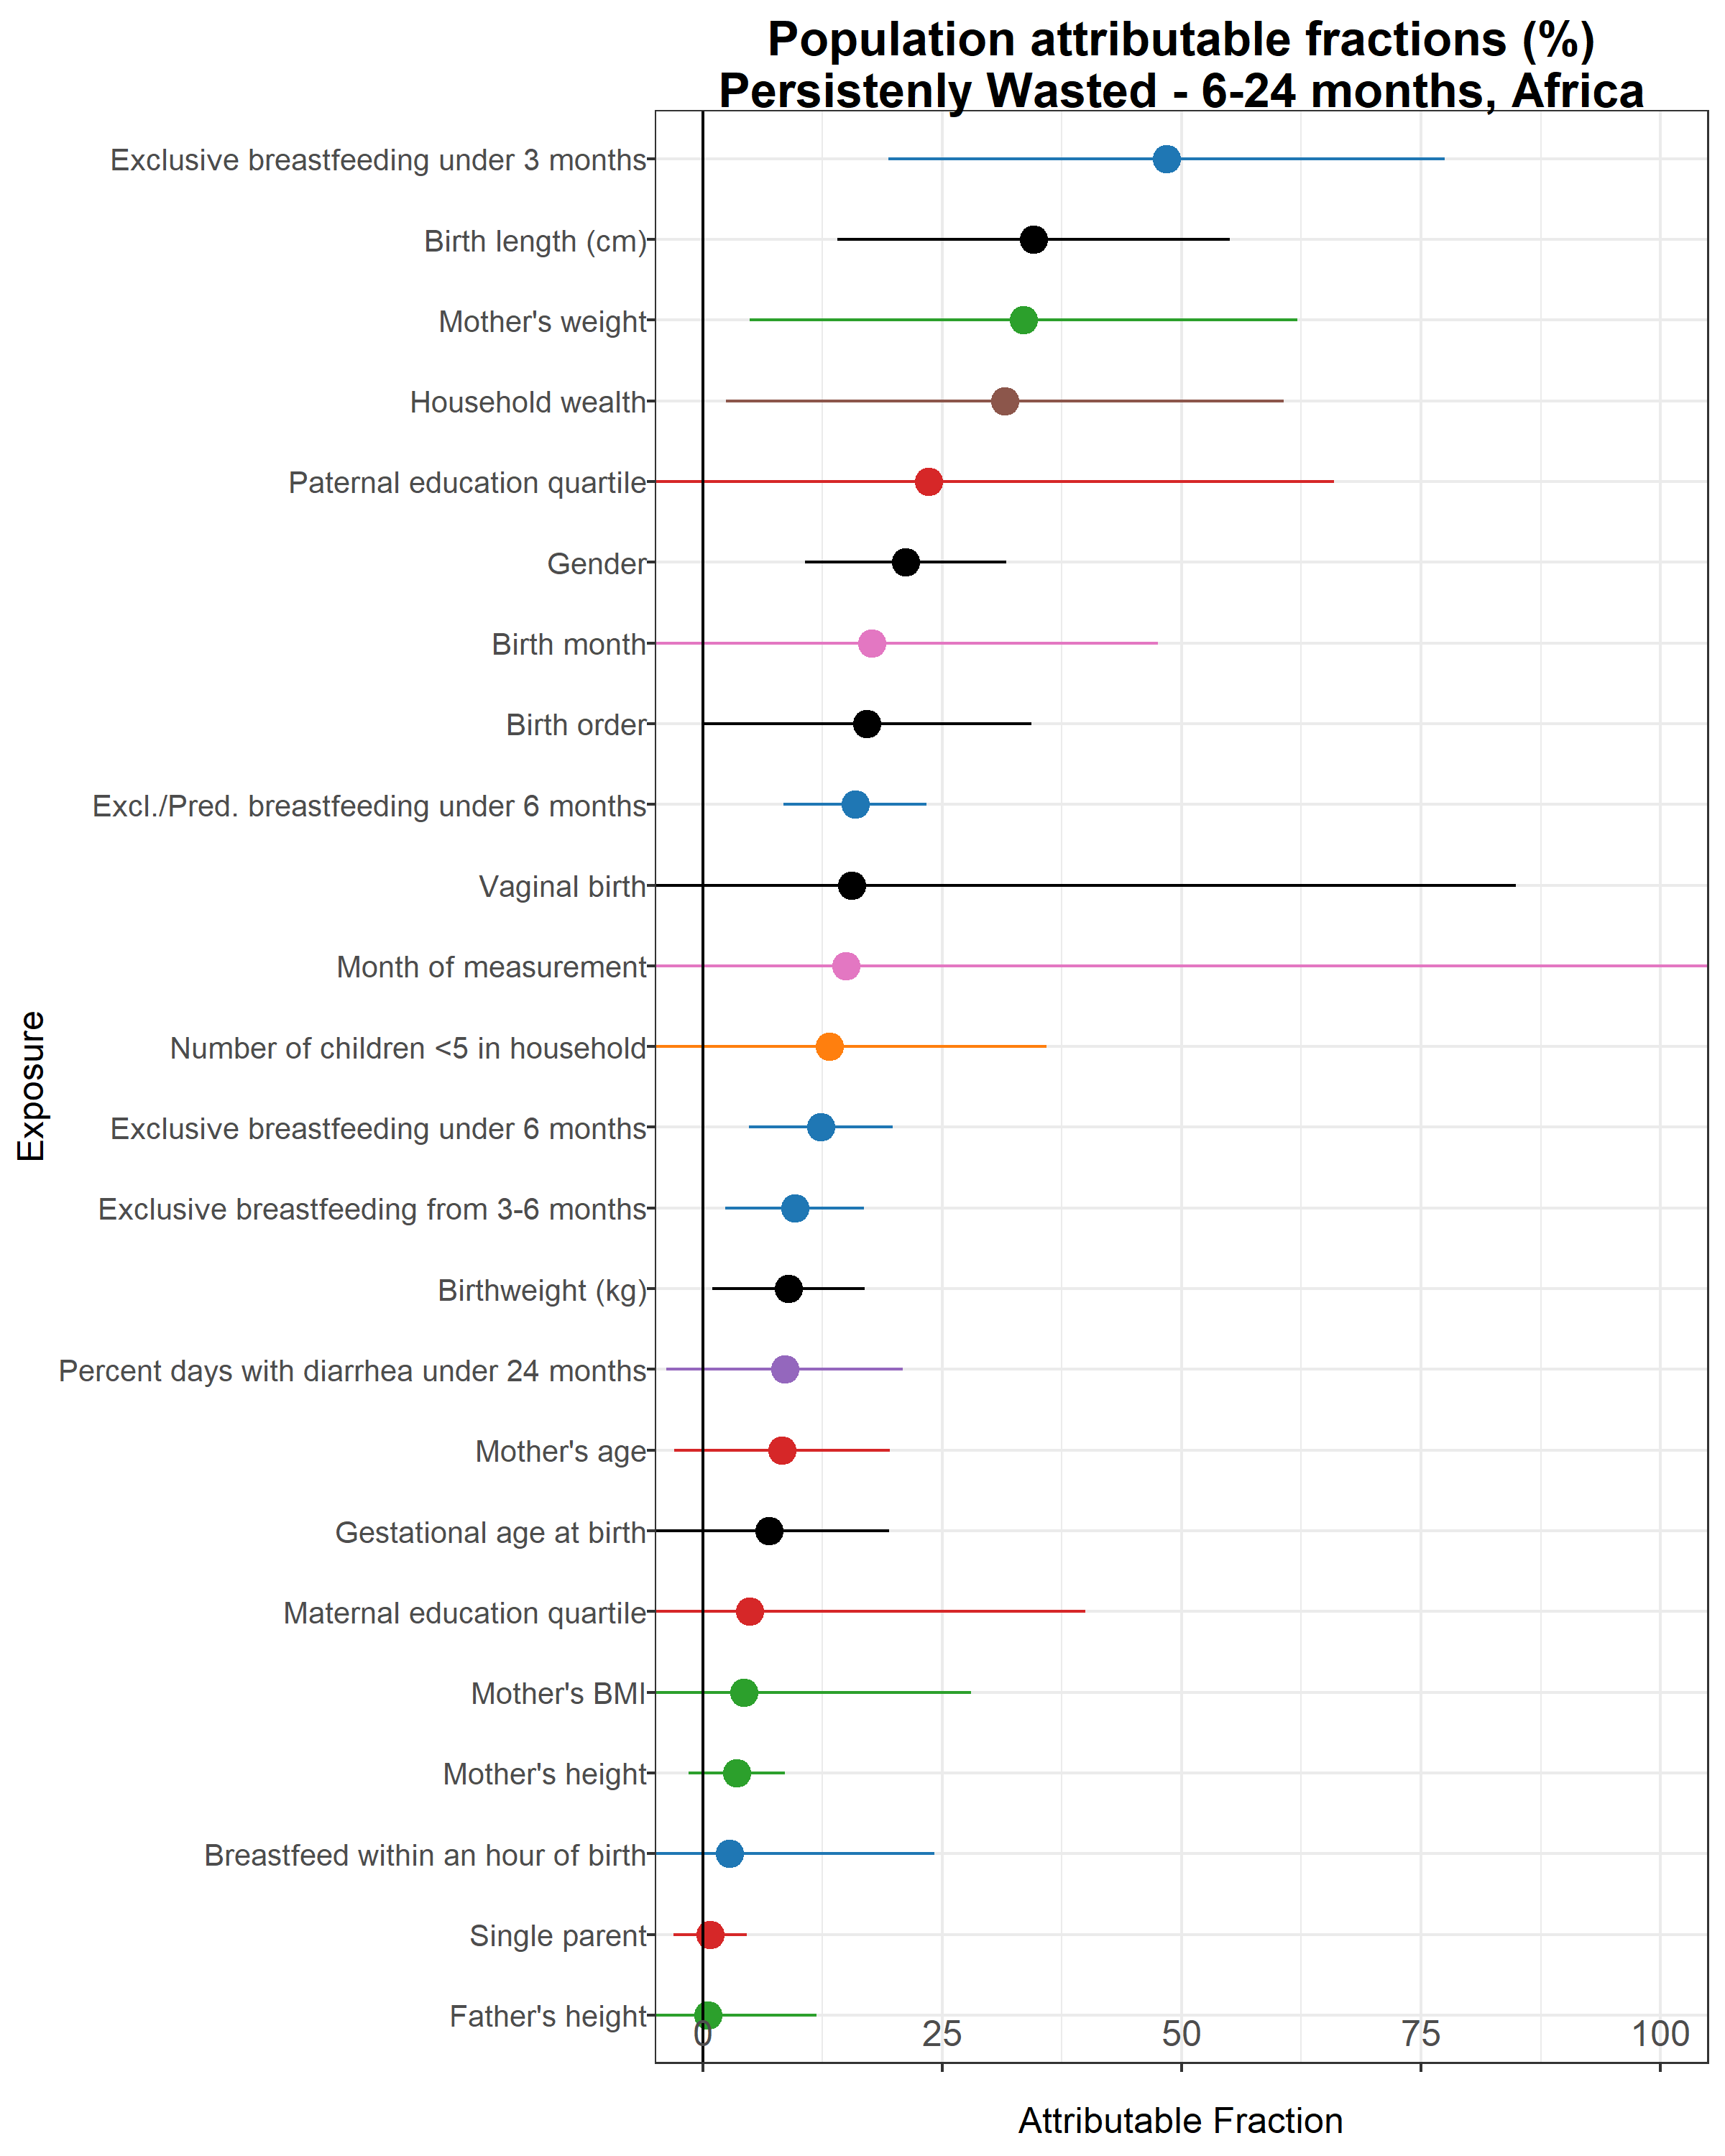 Population attributable fractions (%)
Persistenly Wasted - 6-24 months, Africa
Exclusive breastfeeding under 3 months
Birth length (cm)
Mother's weight
Household wealth
Paternal education quartile
Gender
Birth month
Birth order
Excl./Pred. breastfeeding under 6 months
Vaginal birth
Month of measurement
Number of children <5 in household
Exclusive breastfeeding under 6 months
Exclusive breastfeeding from 3-6 months
Birthweight (kg)
Percent days with diarrhea under 24 months
Mother's age
Gestational age at birth
Maternal education quartile
Mother's BMI
Mother's height
Breastfeed within an hour of birth
Single parent
Father's height
Exposure
0 25 50 75 100
Attributable Fraction